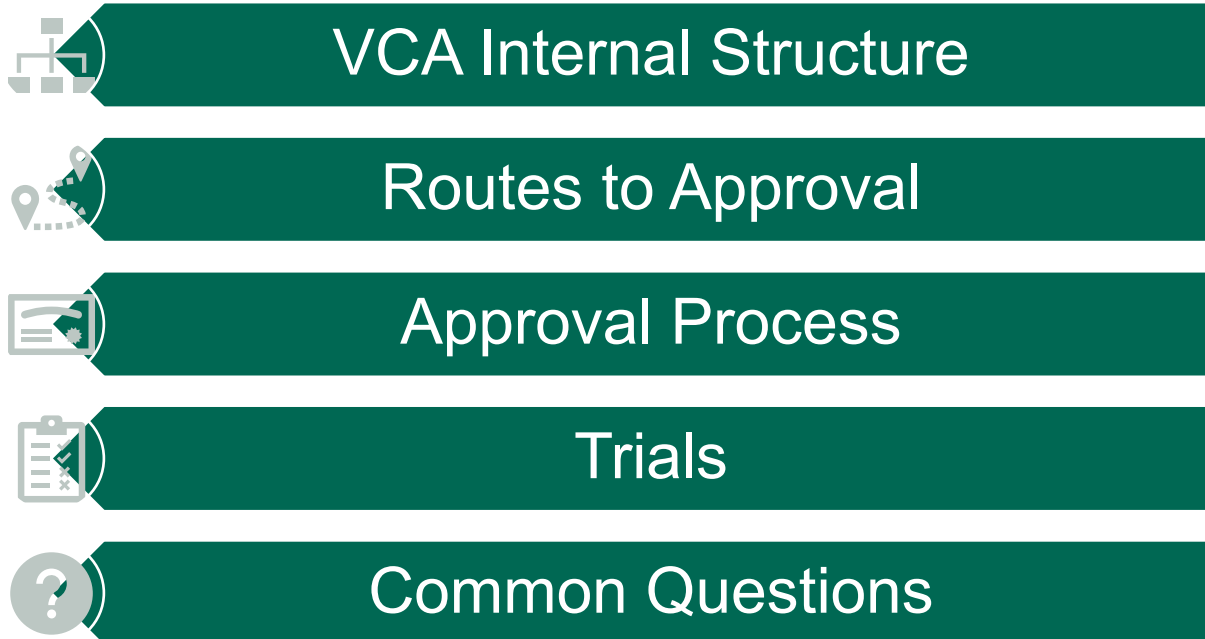 VCA Internal Structure
Routes to Approval
Approval Process
Trials
Common Questions